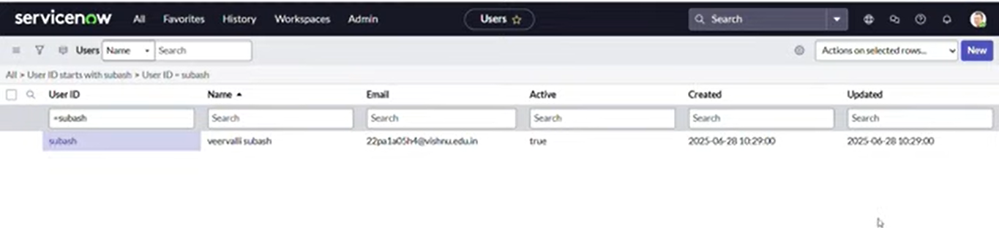 servicenow All Favorites History Workspaces Admin Users Search
Users Name Search Actions on selected rows... New
All > User ID starts with subash > User ID = subash
User ID Name Email Active Created Updated
=subash Search Search Search Search Search
subash veervalli subash 22pa1a05h4@vishnu.edu.in true 2025-06-28 10:29:00 2025-06-28 10:29:00